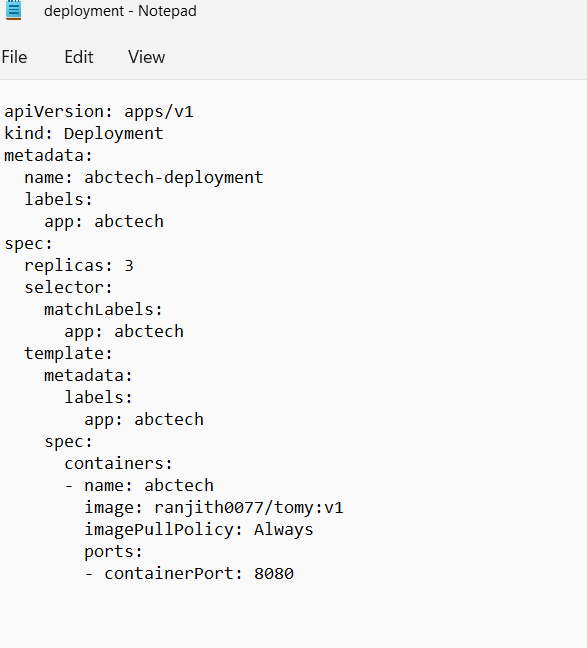 deployment - Notepad
File Edit View
apiVersion: apps/v1
kind: Deployment
metadata:
  name: abctech-deployment
  labels:
    app: abctech
spec:
  replicas: 3
  selector:
    matchLabels:
      app: abctech
  template:
    metadata:
      labels:
        app: abctech
    spec:
      containers:
      - name: abctech
        image: ranjith0077/tomy:v1
        imagePullPolicy: Always
        ports:
        - containerPort: 8080